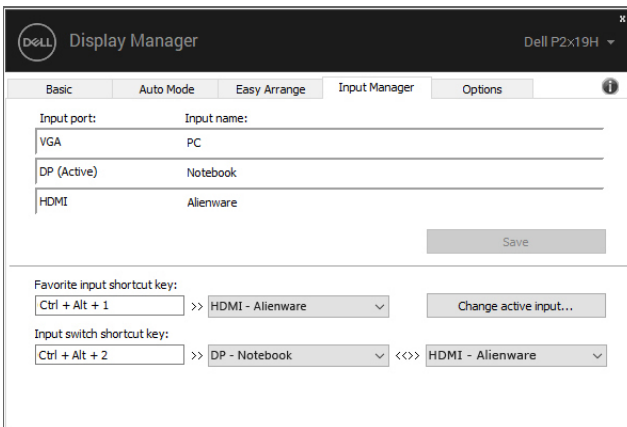 x
DELL Display Manager Dell P2x19H
Basic Auto Mode Easy Arrange Input Manager Options i
Input port: Input name:
VGA PC
DP (Active) Notebook
HDMI Alienware
Save
Favorite input shortcut key:
Ctrl + Alt + 1 >> HDMI - Alienware Change active input...
Input switch shortcut key:
Ctrl + Alt + 2 >> DP - Notebook <<>> HDMI - Alienware